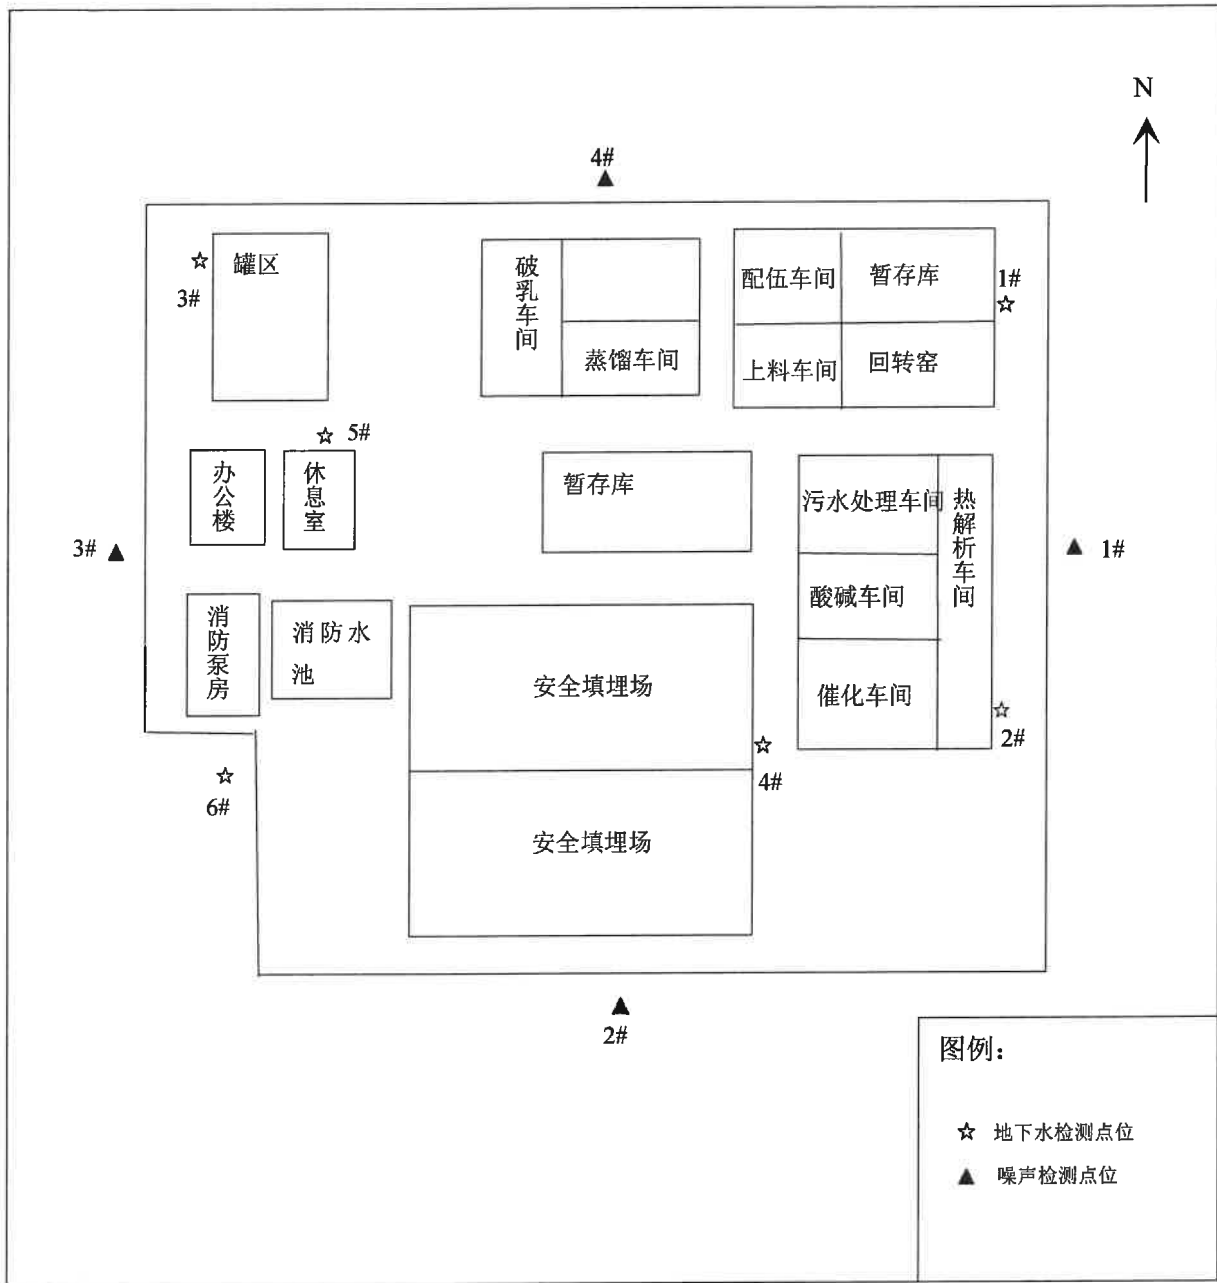 N
4#
罐区
3#
破乳车间
蒸馏车间
配伍车间
暂存库
1#
上料车间
回转窑
5#
办公楼
休息室
暂存库
污水处理车间
热解析车间
3#
1#
酸碱车间
消防泵房
消防水
池
安全填埋场
催化车间
2#
4#
6#
安全填埋场
2#
图例：
地下水检测点位
噪声检测点位